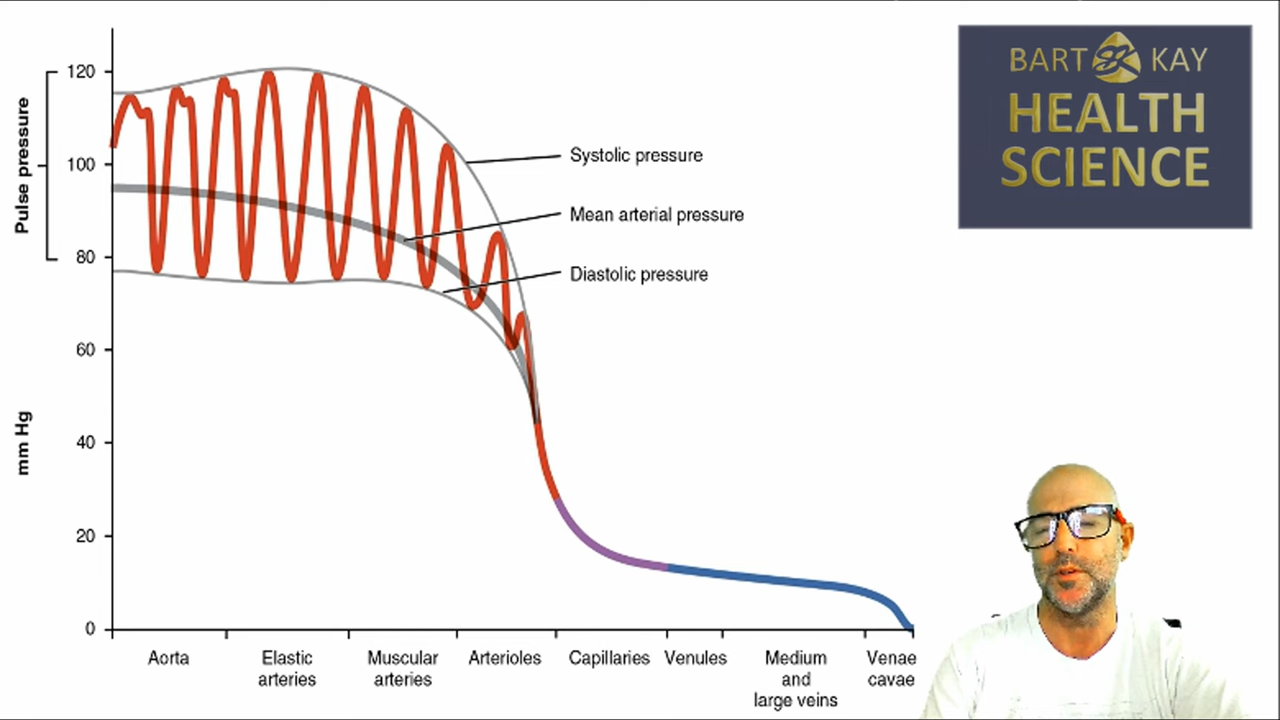 BART BK KAY
HEALTH
SCIENCE
Pulse pressure
mm Hg
120
100
80
60
40
20
0
Systolic pressure
Mean arterial pressure
Diastolic pressure
Aorta
Elastic
arteries
Muscular
arteries
Arterioles
Capillaries
Venules
Medium
and
large veins
Venae
cavae